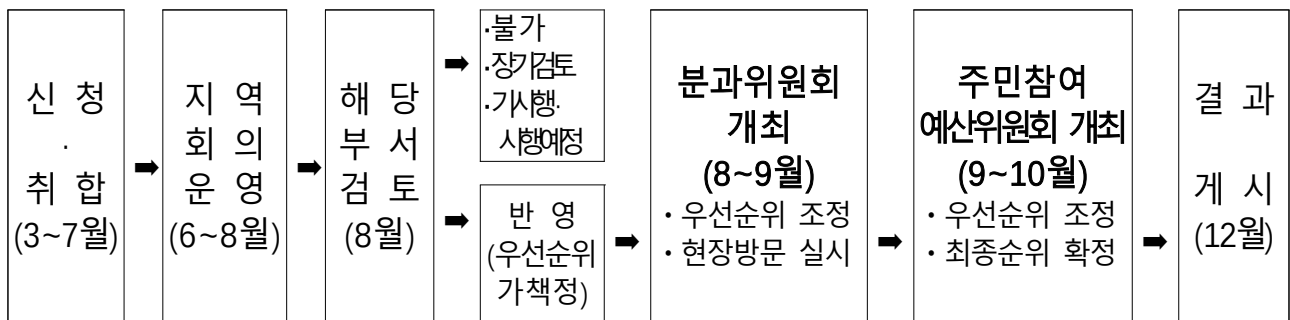 신 청
·
취 합
(3~7월)
➡
지 역
회 의
운 영
(6~8월)
➡
해 당
부 서
검 토
(8월)
➡
·불가
·장기검토
·기시행·
시행예정
➡
반 영
(우선순위
가책정)
➡
분과위원회
개최
(8~9월)
· 우선순위 조정
· 현장방문 실시
➡
주민참여
예산위원회 개최
(9~10월)
· 우선순위 조정
· 최종순위 확정
➡
결 과
게 시
(12월)